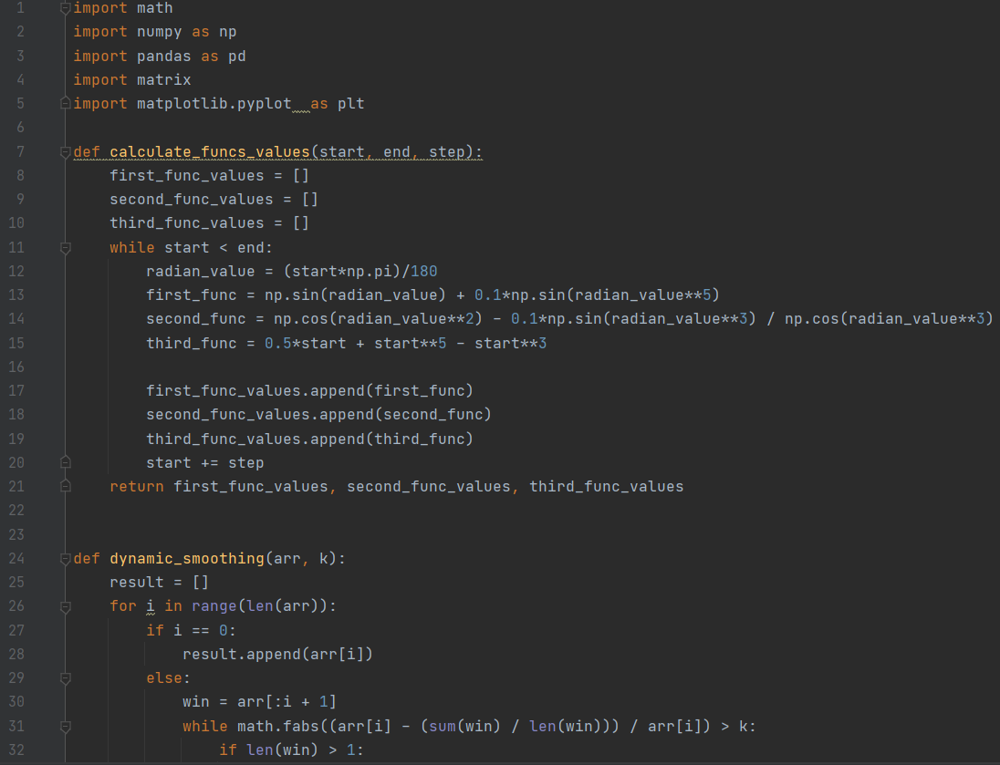 1 import math
2 import numpy as np
3 import pandas as pd
4 import matrix
5 import matplotlib.pyplot  as plt
6
7 def calculate_funcs_values(start, end, step):
8     first_func_values = []
9     second_func_values = []
10     third_func_values = []
11     while start < end:
12         radian_value = (start*np.pi)/180
13         first_func = np.sin(radian_value) + 0.1*np.sin(radian_value**5)
14         second_func = np.cos(radian_value**2) - 0.1*np.sin(radian_value**3) / np.cos(radian_value**3)
15         third_func = 0.5*start + start**5 - start**3
16
17         first_func_values.append(first_func)
18         second_func_values.append(second_func)
19         third_func_values.append(third_func)
20         start += step
21     return first_func_values, second_func_values, third_func_values
22
23
24 def dynamic_smoothing(arr, k):
25     result = []
26     for i in range(len(arr)):
27         if i == 0:
28             result.append(arr[i])
29         else:
30             win = arr[:i + 1]
31             while math.fabs((arr[i] - (sum(win) / len(win))) / arr[i]) > k:
32                 if len(win) > 1: